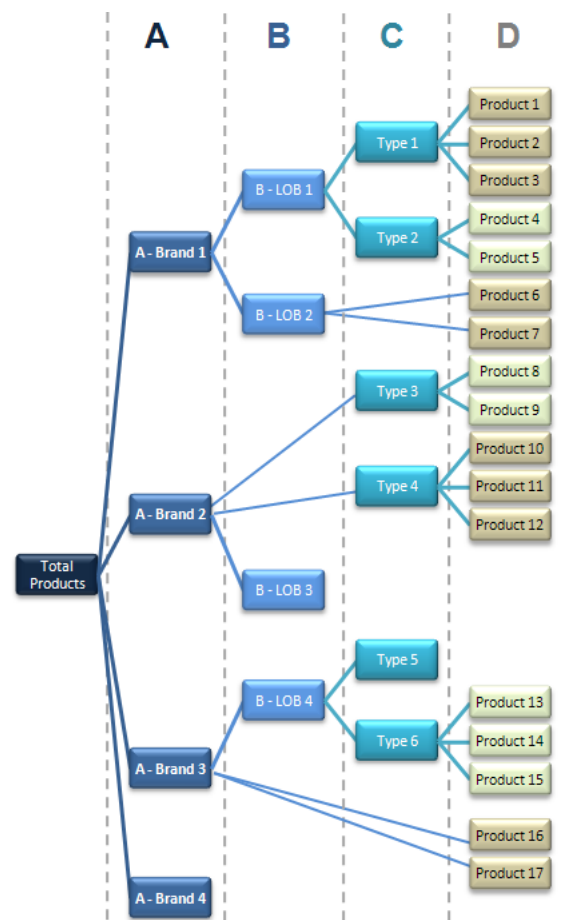 A
B
C
D
Total
Products
A - Brand 1
A - Brand 2
A - Brand 3
A - Brand 4
B - LOB 1
B - LOB 2
B - LOB 3
B - LOB 4
Type 1
Type 2
Type 3
Type 4
Type 5
Type 6
Product 1
Product 2
Product 3
Product 4
Product 5
Product 6
Product 7
Product 8
Product 9
Product 10
Product 11
Product 12
Product 13
Product 14
Product 15
Product 16
Product 17